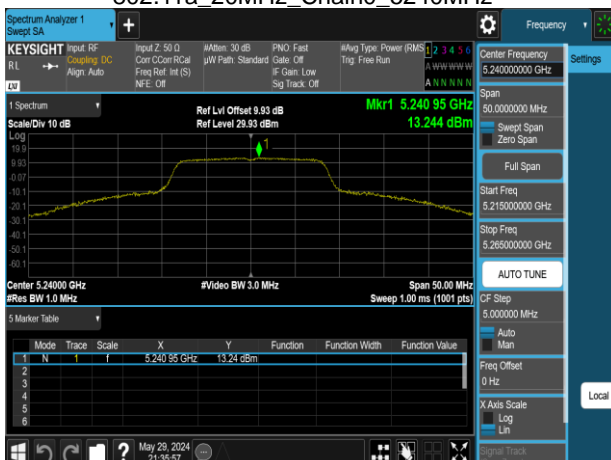 Spectrum Analyzer 1
Swept SA
+
Frequency
KEYSIGHT
RL
LXI
Input: RF
Coupling: DC
Align: Auto
Input Z: 50 Ω
Corr CCorr RCal
Freq Ref: Int (S)
NFE: Off
#Atten: 30 dB
µW Path: Standard
PNO: Fast
Gate: Off
IF Gain: Low
Sig Track: Off
#Avg Type: Power (RMS
Trig: Free Run
1 2 3 4 5 6
A W W W W W
A N N N N N
Center Frequency
5.240000000 GHz
Settings
Span
50.0000000 MHz
Swept Span
Zero Span
Full Span
Start Freq
5.215000000 GHz
Stop Freq
5.265000000 GHz
AUTO TUNE
CF Step
5.000000 MHz
Auto
Man
Freq Offset
0 Hz
X Axis Scale
Log
Lin
Signal Track
Local
1 Spectrum
Scale/Div 10 dB
Ref Lvl Offset 9.93 dB
Ref Level 29.93 dBm
Mkr1 5.240 95 GHz
13.244 dBm
Log
19.9
9.93
-0.07
-10.1
-20.1
-30.1
-40.1
-50.1
-60.1
1
Center 5.24000 GHz
#Res BW 1.0 MHz
#Video BW 3.0 MHz
Span 50.00 MHz
Sweep 1.00 ms (1001 pts)
5 Marker Table
Mode Trace Scale X Y Function Function Width Function Value
1 N 1 f 5.240 95 GHz 13.24 dBm
2
3
4
5
6
?
May 29, 2024